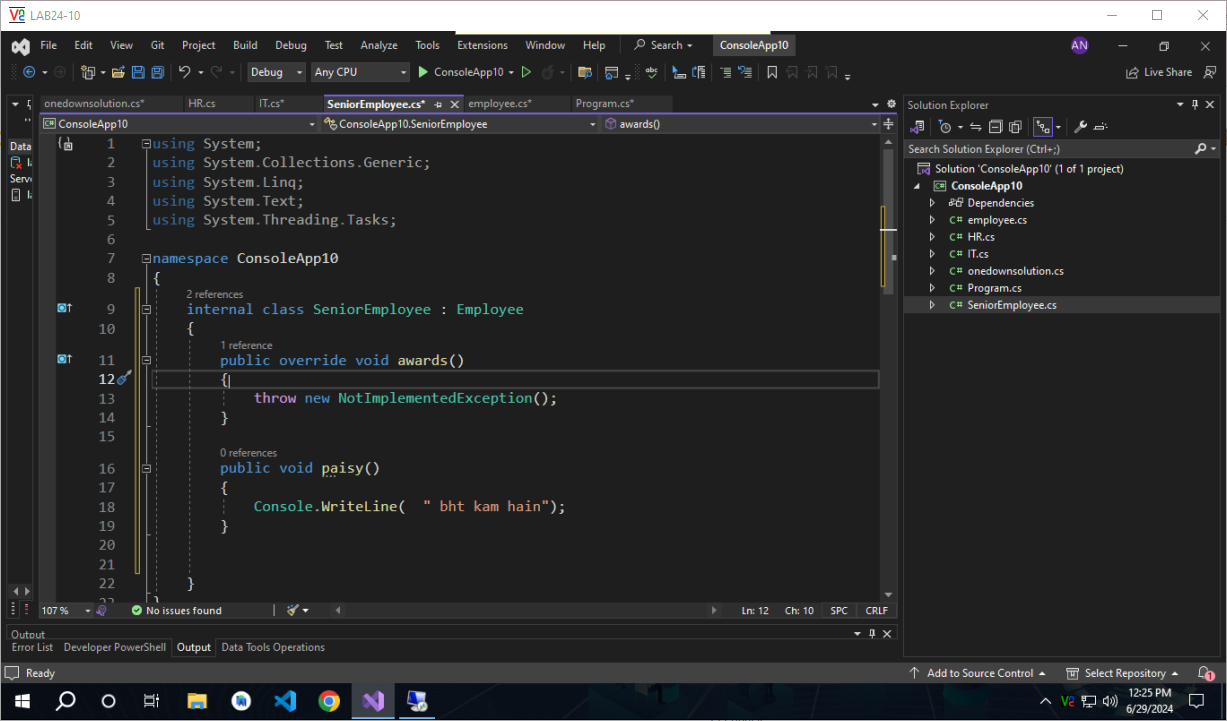 LAB24-10
File Edit View Git Project Build Debug Test Analyze Tools Extensions Window Help Search ConsoleApp10 AN
Debug Any CPU ConsoleApp10 Live Share
onedownsolution.cs* HR.cs IT.cs* SeniorEmployee.cs* employee.cs* Program.cs*
ConsoleApp10 ConsoleApp10.SeniorEmployee awards()
Data
Serv
1 using System;
2 using System.Collections.Generic;
3 using System.Linq;
4 using System.Text;
5 using System.Threading.Tasks;
6
7 namespace ConsoleApp10
8 {
2 references
9 internal class SeniorEmployee : Employee
10 {
1 reference
11 public override void awards()
12 {
13 throw new NotImplementedException();
14 }
15
0 references
16 public void paisy()
17 {
18 Console.WriteLine( " bht kam hain");
19 }
20
21
22 }
23 }
107 % No issues found Ln: 12 Ch: 10 SPC CRLF
Output
Error List Developer PowerShell Output Data Tools Operations
Solution Explorer
Search Solution Explorer (Ctrl+;)
Solution 'ConsoleApp10' (1 of 1 project)
ConsoleApp10
Dependencies
C# employee.cs
C# HR.cs
C# IT.cs
C# onedownsolution.cs
C# Program.cs
C# SeniorEmployee.cs
Ready Add to Source Control Select Repository 1
12:25 PM
6/29/2024